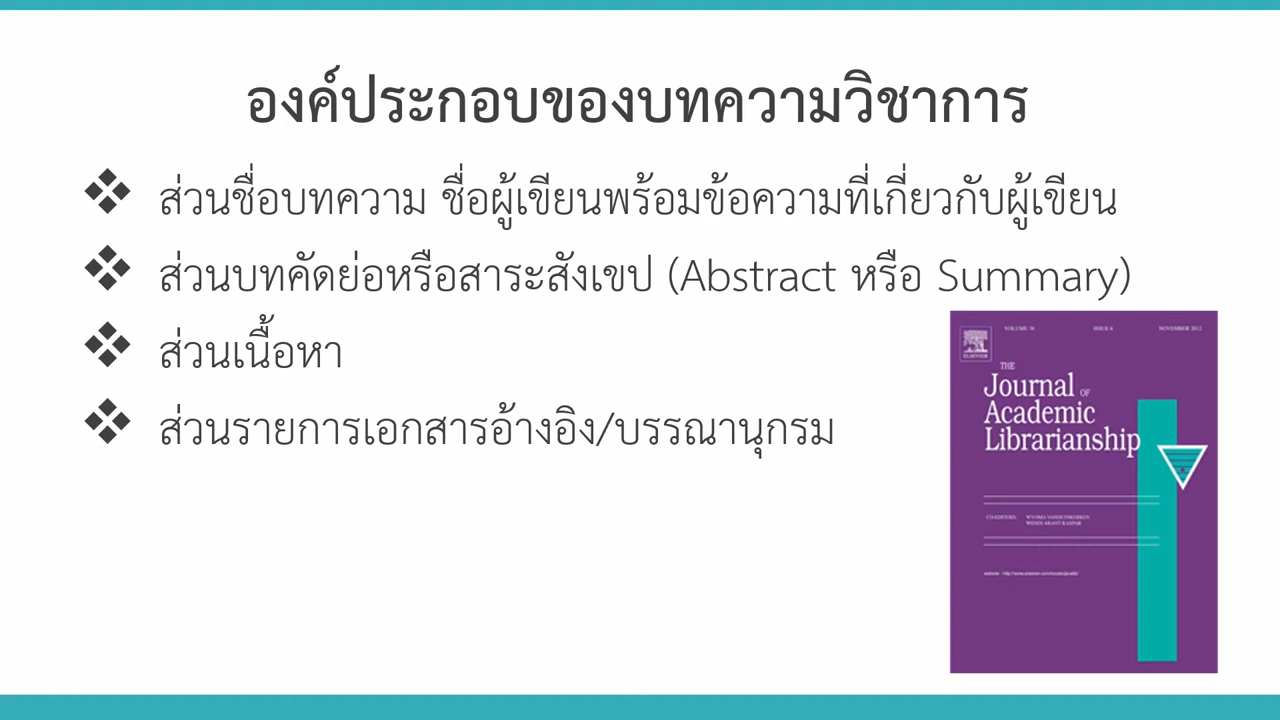 องค์ประกอบของบทความวิชาการ
❖ ส่วนชื่อบทความ ชื่อผู้เขียนพร้อมข้อความที่เกี่ยวกับผู้เขียน
❖ ส่วนบทคัดย่อหรือสาระสังเขป (Abstract หรือ Summary)
❖ ส่วนเนื้อหา
❖ ส่วนรายการเอกสารอ้างอิง/บรรณานุกรม
ELSEVIER
THE
Journal OF
Academic
Librarianship
CO-EDITORS: